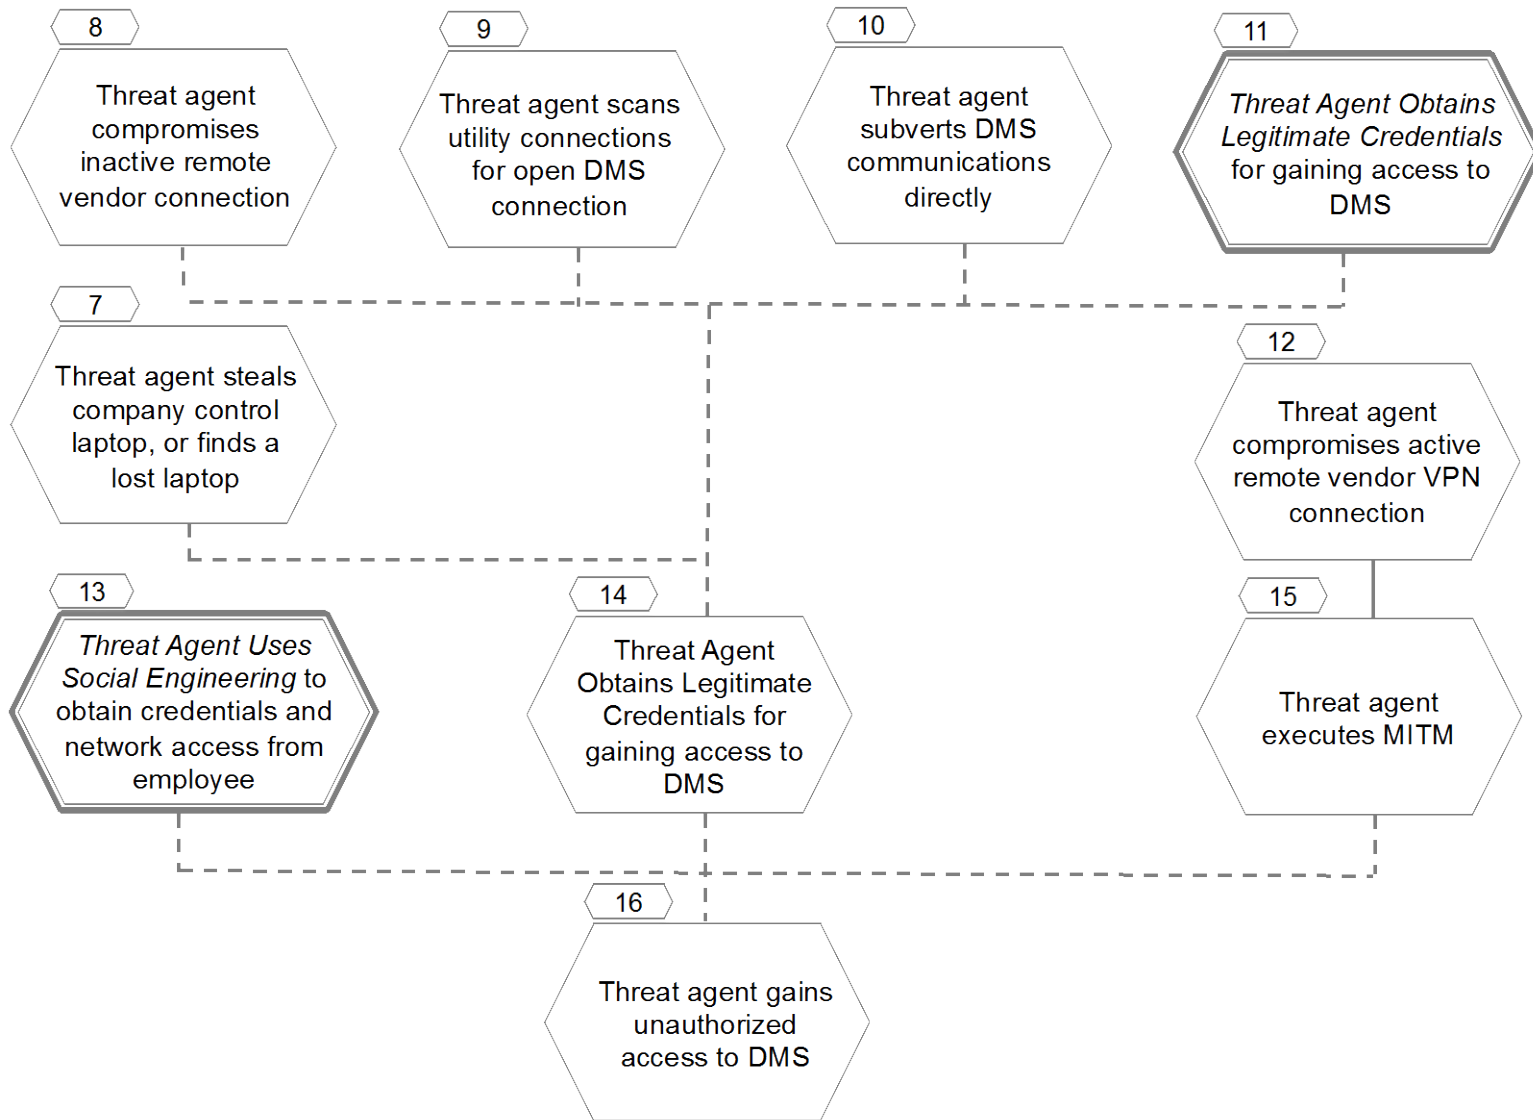 8
Threat agent
compromises
inactive remote
vendor connection
9
Threat agent scans
utility connections
for open DMS
connection
10
Threat agent
subverts DMS
communications
directly
11
Threat Agent Obtains
Legitimate Credentials
for gaining access to
DMS
7
Threat agent steals
company control
laptop, or finds a
lost laptop
12
Threat agent
compromises active
remote vendor VPN
connection
13
Threat Agent Uses
Social Engineering to
obtain credentials and
network access from
employee
14
Threat Agent
Obtains Legitimate
Credentials for
gaining access to
DMS
15
Threat agent
executes MITM
16
Threat agent gains
unauthorized
access to DMS